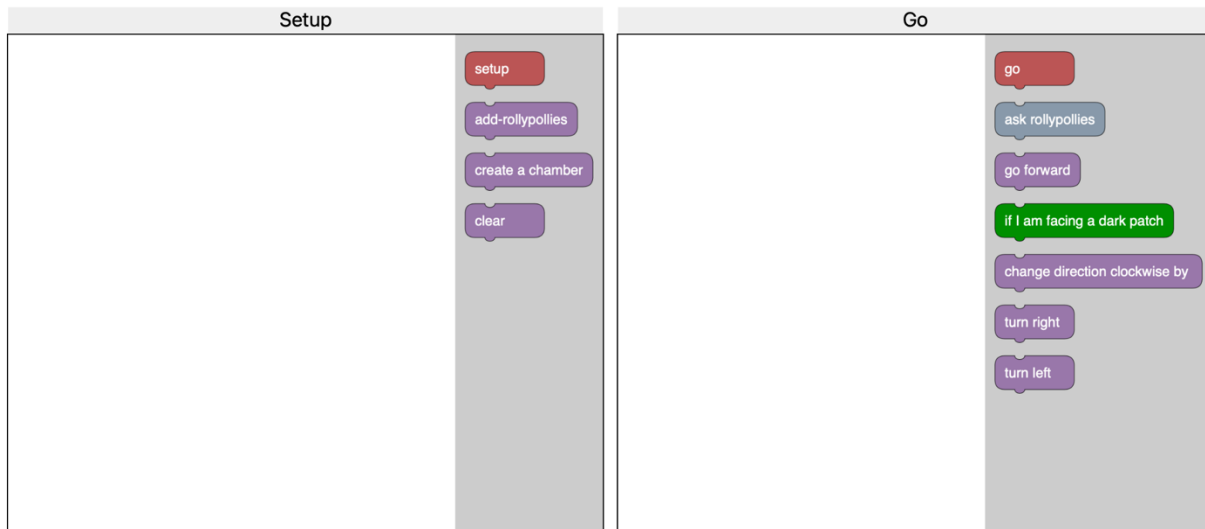 Setup
setup
add-rollypollies
create a chamber
clear
Go
go
ask rollypollies
go forward
if I am facing a dark patch
change direction clockwise by
turn right
turn left